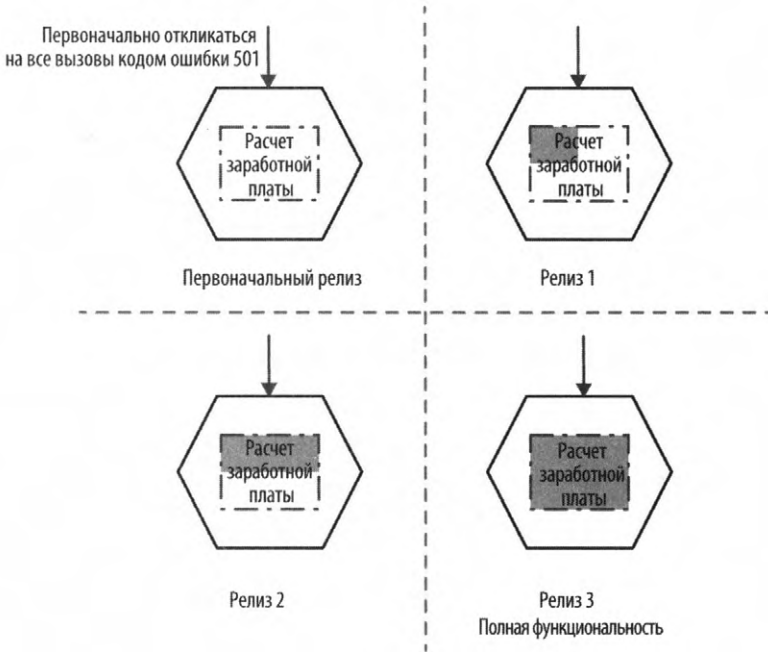 Первоначально откликаться
на все вызовы кодом ошибки 501
Расчет
заработной
платы
Первоначальный релиз
Расчет
заработной
платы
Релиз 1
Расчет
заработной
платы
Релиз 2
Расчет
заработной
платы
Релиз 3
Полная функциональность